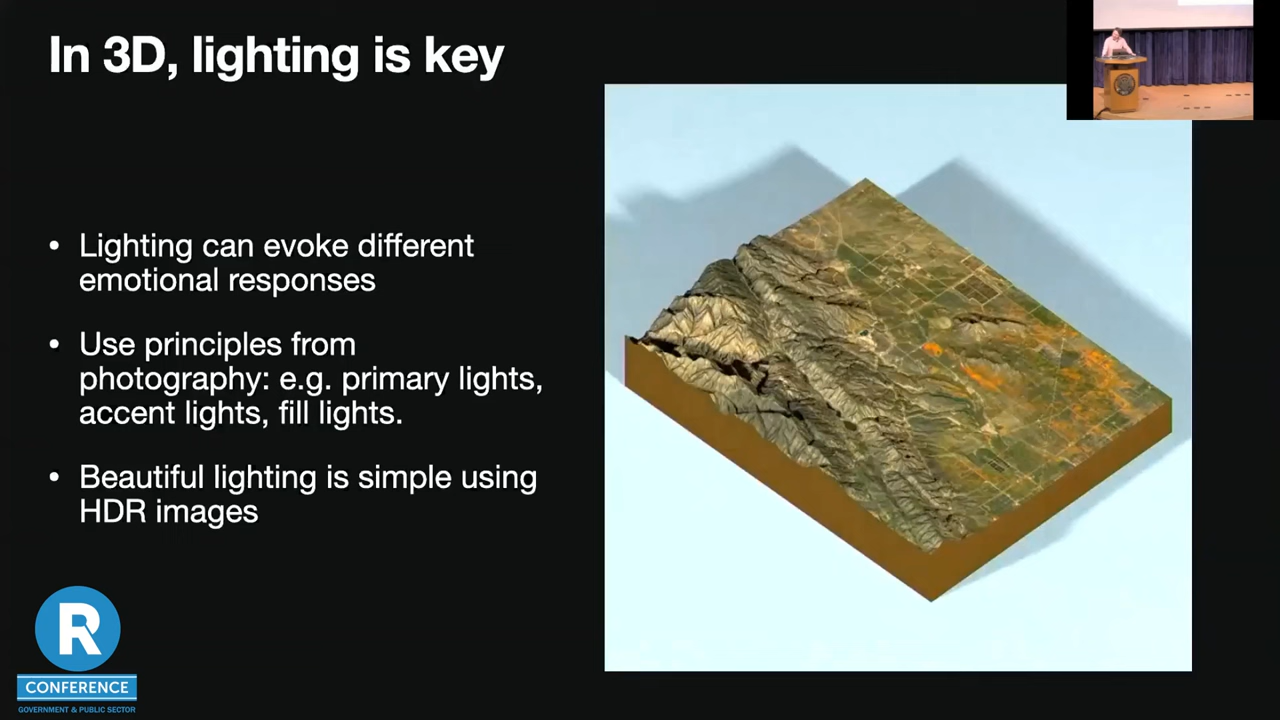 In 3D, lighting is key
• Lighting can evoke different
emotional responses
• Use principles from
photography: e.g. primary lights,
accent lights, fill lights.
• Beautiful lighting is simple using
HDR images
R
CONFERENCE
GOVERNMENT & PUBLIC SECTOR